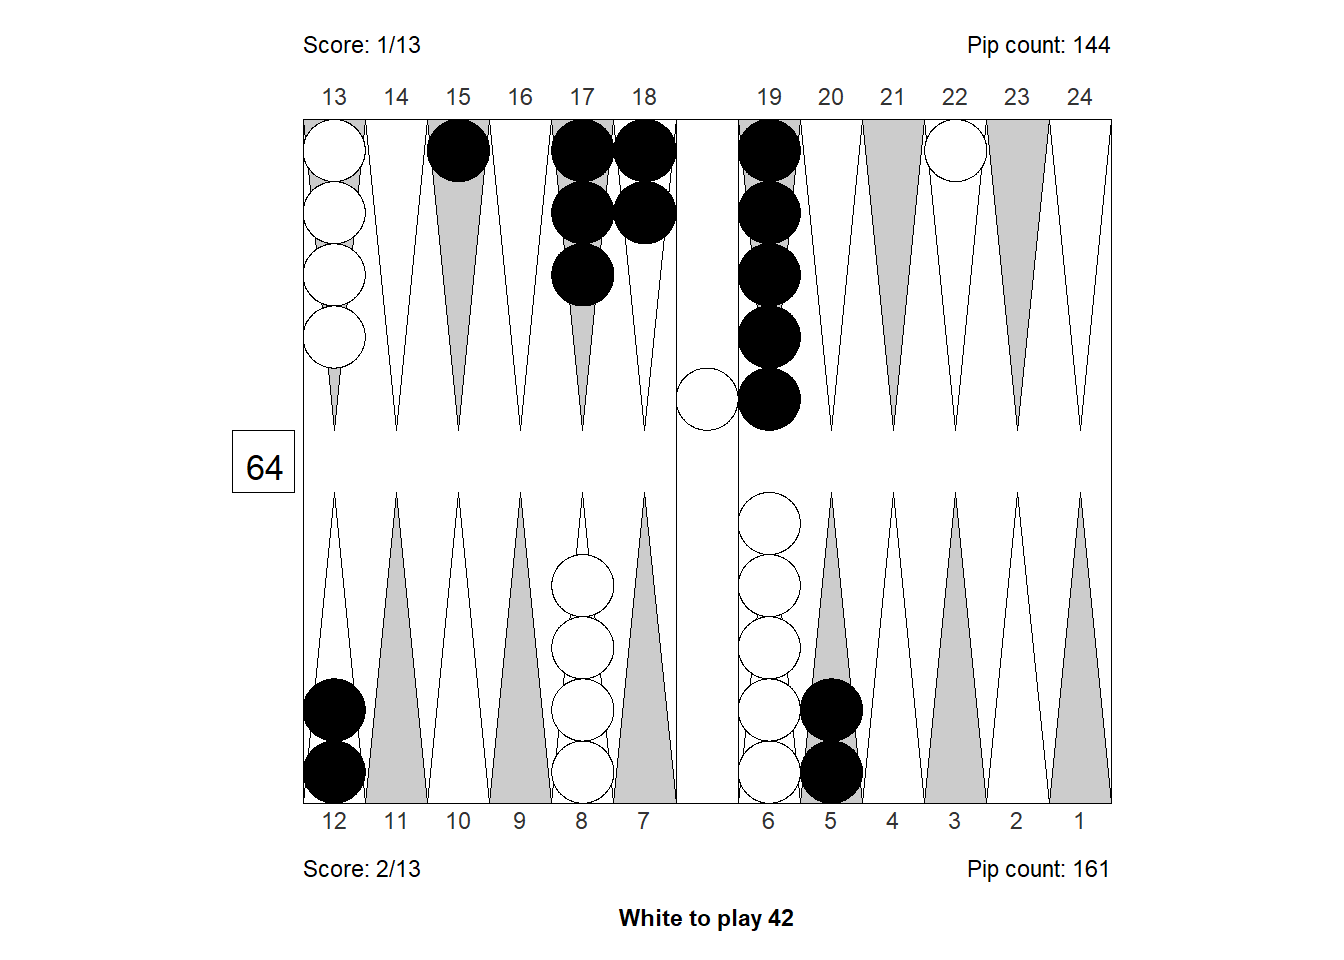 Score: 1/13 Pip count: 144
13 14 15 16 17 18 19 20 21 22 23 24
64
12 11 10 9 8 7 6 5 4 3 2 1
Score: 2/13 Pip count: 161
White to play 42